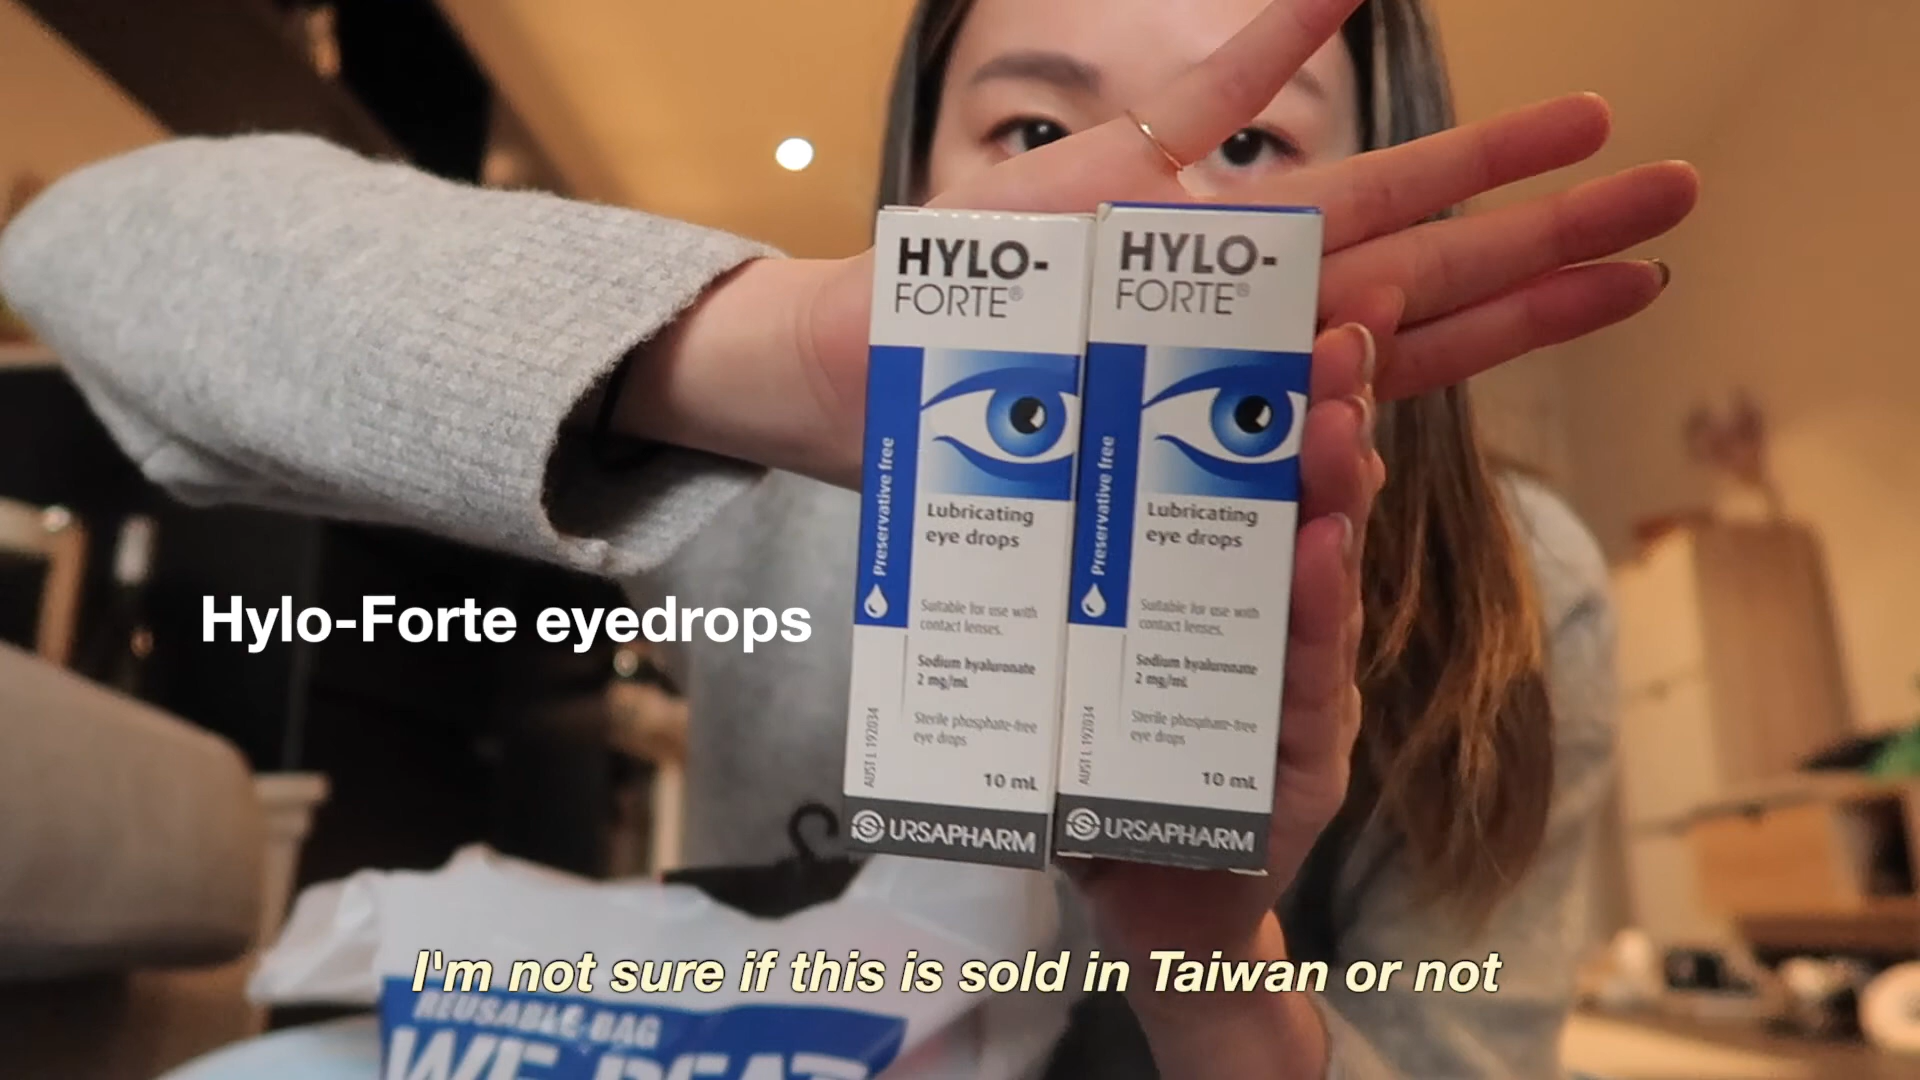 HYLO-
FORTE®
Preservative free
Lubricating
eye drops
Suitable for use with
contact lenses.
Sodium hyaluronate
2 mg/mL
Sterile phosphate-free
eye drops
AUST L 192034
10 mL
URSAPHARM
HYLO-
FORTE®
Preservative free
Lubricating
eye drops
Suitable for use with
contact lenses.
Sodium hyaluronate
2 mg/mL
Sterile phosphate-free
eye drops
AUST L 192034
10 mL
URSAPHARM
Hylo-Forte eyedrops
I'm not sure if this is sold in Taiwan or not
REUSABLE BAG
WE BEAT